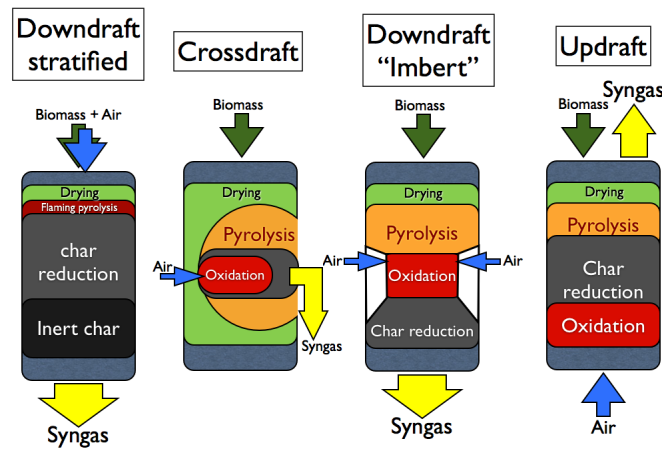 Downdraft
stratified
Biomass + Air
Drying
Flaming pyrolysis
char
reduction
Inert char
Syngas
Crossdraft
Biomass
Pyrolysis
Air
Oxidation
Syngas
Downdraft
“Imbert”
Biomass
Drying
Pyrolysis
Air
Air
Oxidation
Char reduction
Syngas
Updraft
Syngas
Biomass
Drying
Pyrolysis
Char
reduction
Oxidation
Air